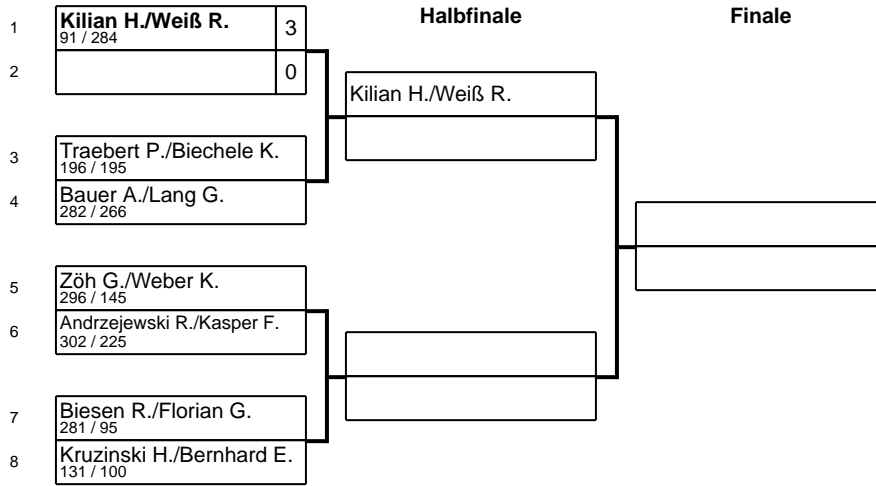 Halbfinale
Finale
1
Kilian H./Weiß R.
91 / 284
3
2
0
Kilian H./Weiß R.
3
Traebert P./Biechele K.
196 / 195
4
Bauer A./Lang G.
282 / 266
5
Zöh G./Weber K.
296 / 145
6
Andrzejewski R./Kasper F.
302 / 225
7
Biesen R./Florian G.
281 / 95
8
Kruzinski H./Bernhard E.
131 / 100